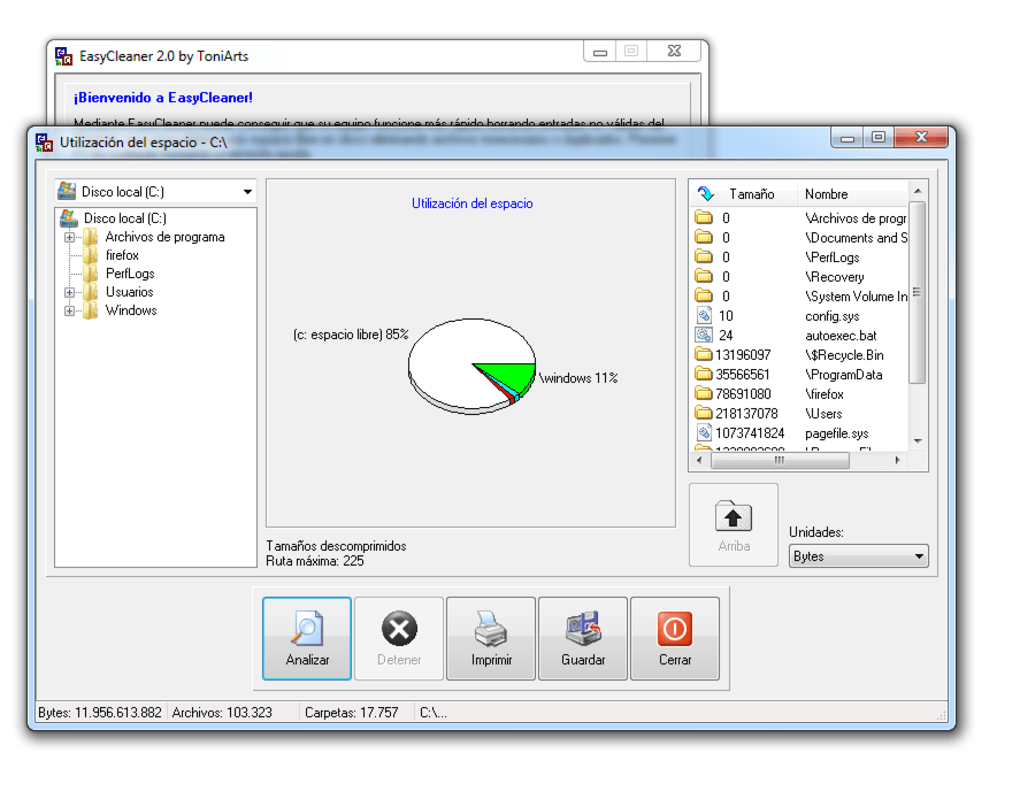 EasyCleaner 2.0 by ToniArts
¡Bienvenido a EasyCleaner!
Mediante EasyCleaner puede conseguir que su equipo funcione más rápido borrando entradas no válidas del
Utilización del espacio - C:\
Disco local (C:)
Disco local (C:)
Archivos de programa
firefox
PerfLogs
Usuarios
Windows
Utilización del espacio
(c: espacio libre) 85%
\windows 11%
Tamaños descomprimidos
Ruta máxima: 225
Tamaño Nombre
0 \Archivos de progr
0 \Documents and S
0 \PerfLogs
0 \Recovery
0 \System Volume In
10 config.sys
24 autoexec.bat
13196097 \$Recycle.Bin
35566561 \ProgramData
78691080 \firefox
218137078 \Users
1073741824 pagefile.sys
Arriba
Unidades:
Bytes
Analizar
Detener
Imprimir
Guardar
Cerrar
Bytes: 11.956.613.882 Archivos: 103.323 Carpetas: 17.757 C:\...